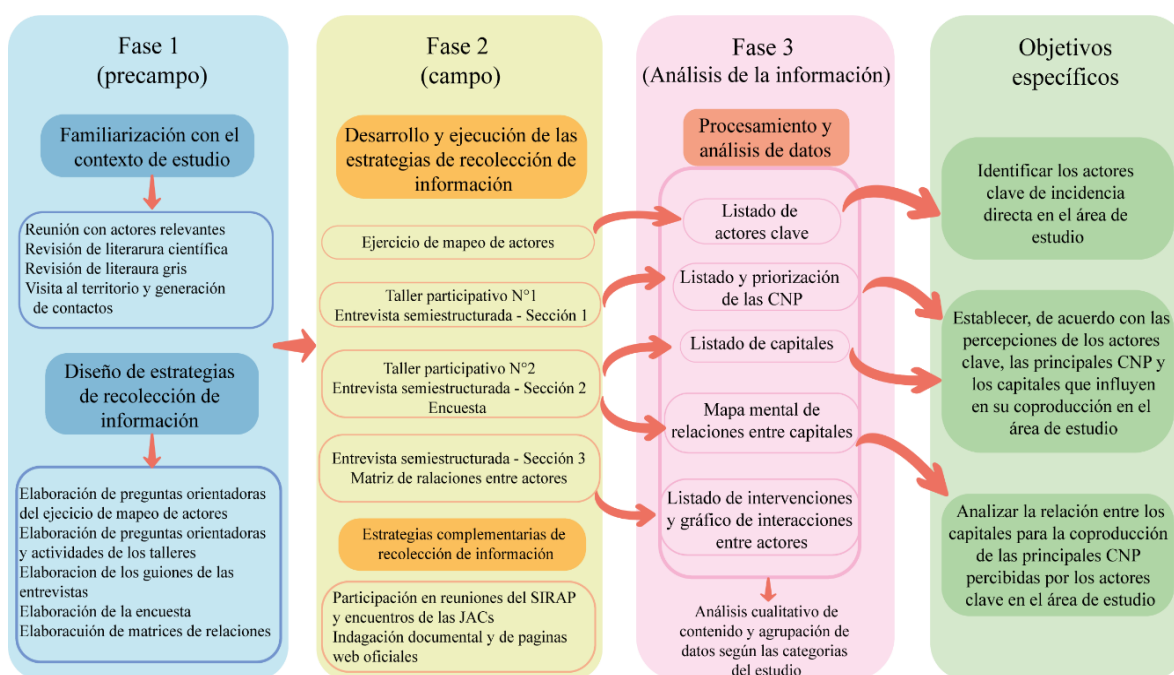 Fase 1
(precampo)
Familiarización con el
contexto de estudio
Reunión con actores relevantes
Revisión de literarura científica
Revisión de literaura gris
Visita al territorio y generación
de contactos
Diseño de estrategias
de recolección de
información
Elaboración de preguntas orientadoras
del ejecicio de mapeo de actores
Elaboración de preguntas orientadoras
y actividades de los talleres
Elaboracion de los guiones de las
entrevistas
Elaboración de la encuesta
Elaboracuión de matrices de relaciones
Fase 2
(campo)
Desarrollo y ejecución de las
estrategias de recolección de
información
Ejercicio de mapeo de actores
Taller participativo N°1
Entrevista semiestructurada - Sección 1
Taller participativo N°2
Entrevista semiestructurada - Sección 2
Encuesta
Entrevista semiestructurada - Sección 3
Matriz de ralaciones entre actores
Estrategias complementarias de
recolección de información
Participación en reuniones del SIRAP
y encuentros de las JACs
Indagación documental y de paginas
web oficiales
Fase 3
(Análisis de la información)
Procesamiento y
análisis de datos
Listado de
actores clave
Listado y priorización
de las CNP
Listado de capitales
Mapa mental de
relaciones entre capitales
Listado de intervenciones
y gráfico de interacciones
entre actores
Análisis cualitativo de
contenido y agrupación de
datos según las categorias
del estudio
Objetivos
específicos
Identificar los actores
clave de incidencia
directa en el área de
estudio
Establecer, de acuerdo con las
percepciones de los actores
clave, las principales CNP y
los capitales que influyen
en su coproducción en el
área de estudio
Analizar la relación entre los
capitales para la coproducción
de las principales CNP
percibidas por los actores
clave en el área de estudio